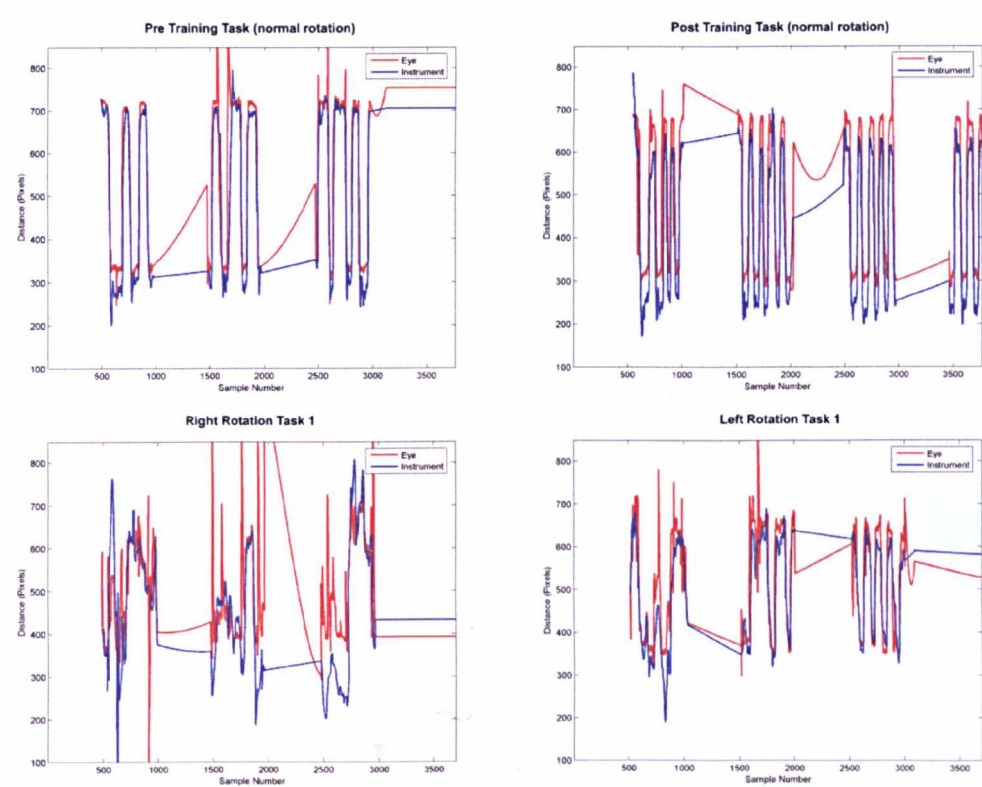 Pre Training Task (normal rotation)
Eye
Instrument
Distance (Pixels)
800
700
600
500
400
300
200
100
500 1000 1500 2000 2500 3000 3500
Sample Number
Post Training Task (normal rotation)
Eye
Instrument
Distance (Pixels)
800
700
600
500
400
300
200
100
500 1000 1500 2000 2500 3000 3500
Sample Number
Right Rotation Task 1
Eye
Instrument
Distance (Pixels)
800
700
600
500
400
300
200
100
500 1000 1500 2000 2500 3000 3500
Sample Number
Left Rotation Task 1
Eye
Instrument
Distance (Pixels)
800
700
600
500
400
300
200
100
500 1000 1500 2000 2500 3000 3500
Sample Number